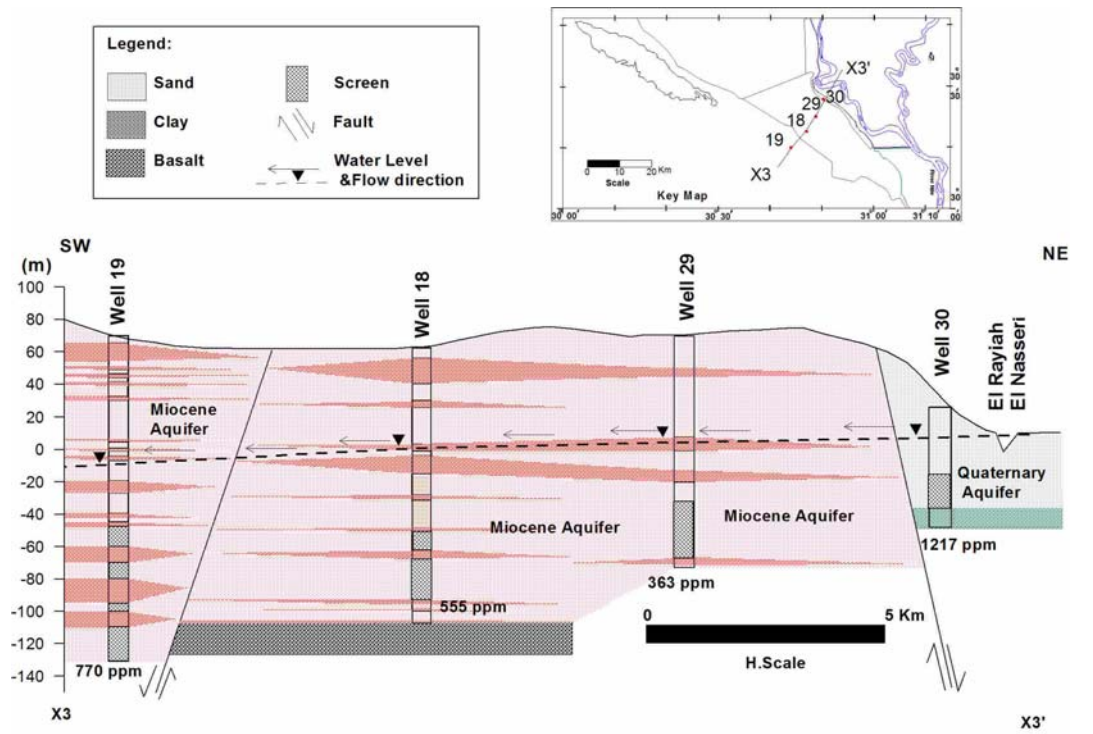 Legend:
Sand
Clay
Basalt
Screen
Fault
Water Level
&Flow direction
X3'
30
29
18
19
X3
0 10 20 Km
Scale
Key Map
30 00'
30 30'
31 00'
31 10'
30°
30'
SW
NE
(m)
Well 19
Well 18
Well 29
Well 30
El Rayiah
El Nasseri
100
80
60
40
20
0
-20
-40
-60
-80
-100
-120
-140
Miocene
Aquifer
Miocene Aquifer
Miocene Aquifer
Quaternary
Aquifer
770 ppm
555 ppm
363 ppm
1217 ppm
0 5 Km
H.Scale
X3
X3'